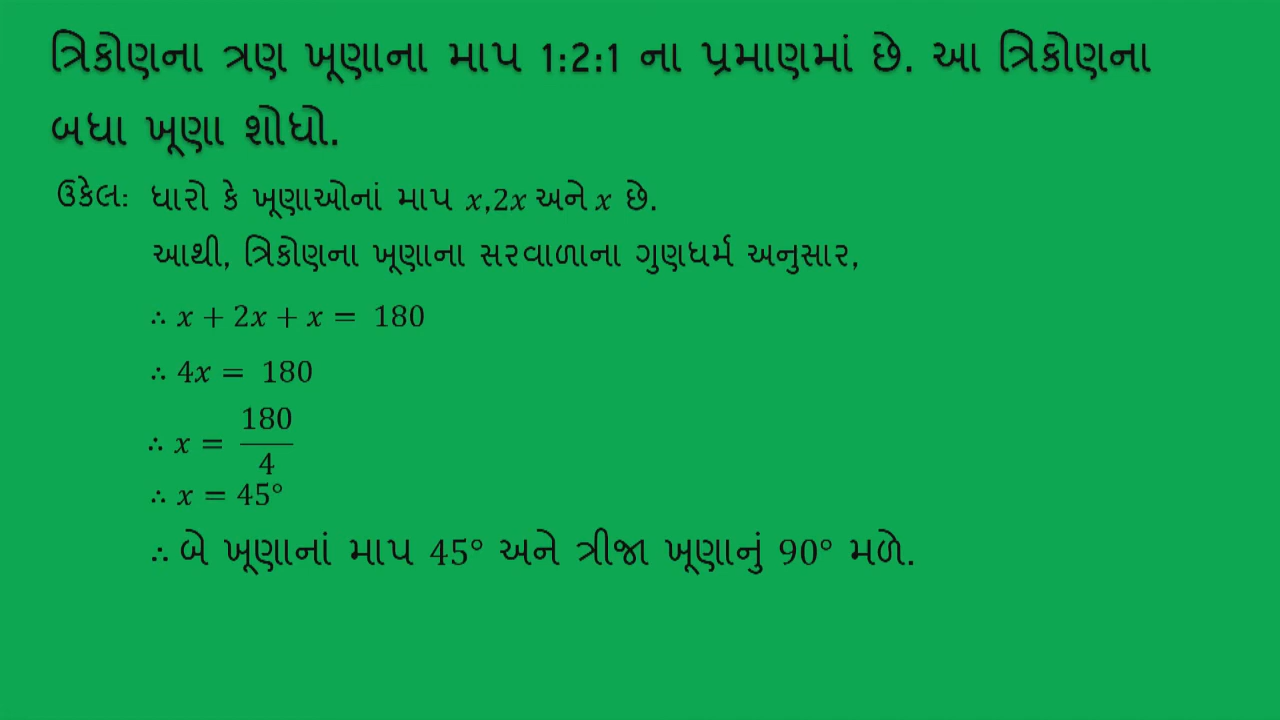 ત્રિકોણના ત્રણ ખૂણાના માપ 1:2:1 ના પ્રમાણમાં છે. આ ત્રિકોણના
બધા ખૂણા શોધો.
ઉકેલ: ધારો કે ખૂણાઓનાં માપ x,2x અને x છે.
આથી, ત્રિકોણના ખૂણાના સરવાળાના ગુણધર્મ અનુસાર,
∴ x + 2x + x = 180
∴ 4x = 180
∴ x = 180/4
∴ x = 45°
∴ બે ખૂણાનાં માપ 45° અને ત્રીજા ખૂણાનું 90° મળે.